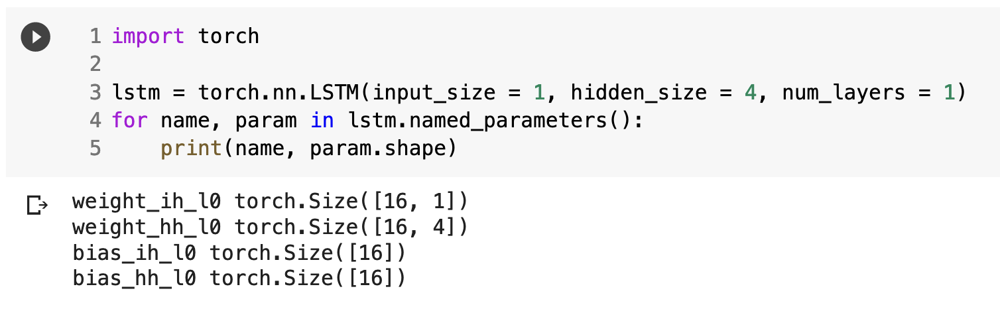 1 import torch
2
3 lstm = torch.nn.LSTM(input_size = 1, hidden_size = 4, num_layers = 1)
4 for name, param in lstm.named_parameters():
5     print(name, param.shape)
weight_ih_l0 torch.Size([16, 1])
weight_hh_l0 torch.Size([16, 4])
bias_ih_l0 torch.Size([16])
bias_hh_l0 torch.Size([16])